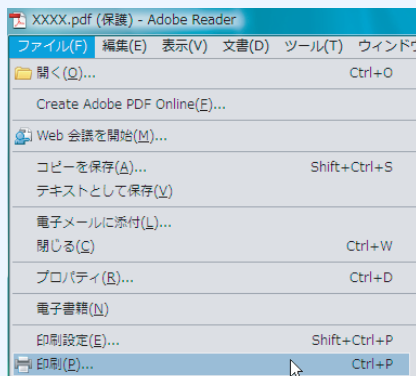 XXXX.pdf (保護) - Adobe Reader
ファイル(F) 編集(E) 表示(V) 文書(D) ツール(T) ウィンドウ
開く(O)... Ctrl+O
Create Adobe PDF Online(F)...
Web 会議を開始(M)...
コピーを保存(A)... Shift+Ctrl+S
テキストとして保存(V)
電子メールに添付(L)...
閉じる(C) Ctrl+W
プロパティ(R)... Ctrl+D
電子書籍(N)
印刷設定(E)... Shift+Ctrl+P
印刷(P)... Ctrl+P